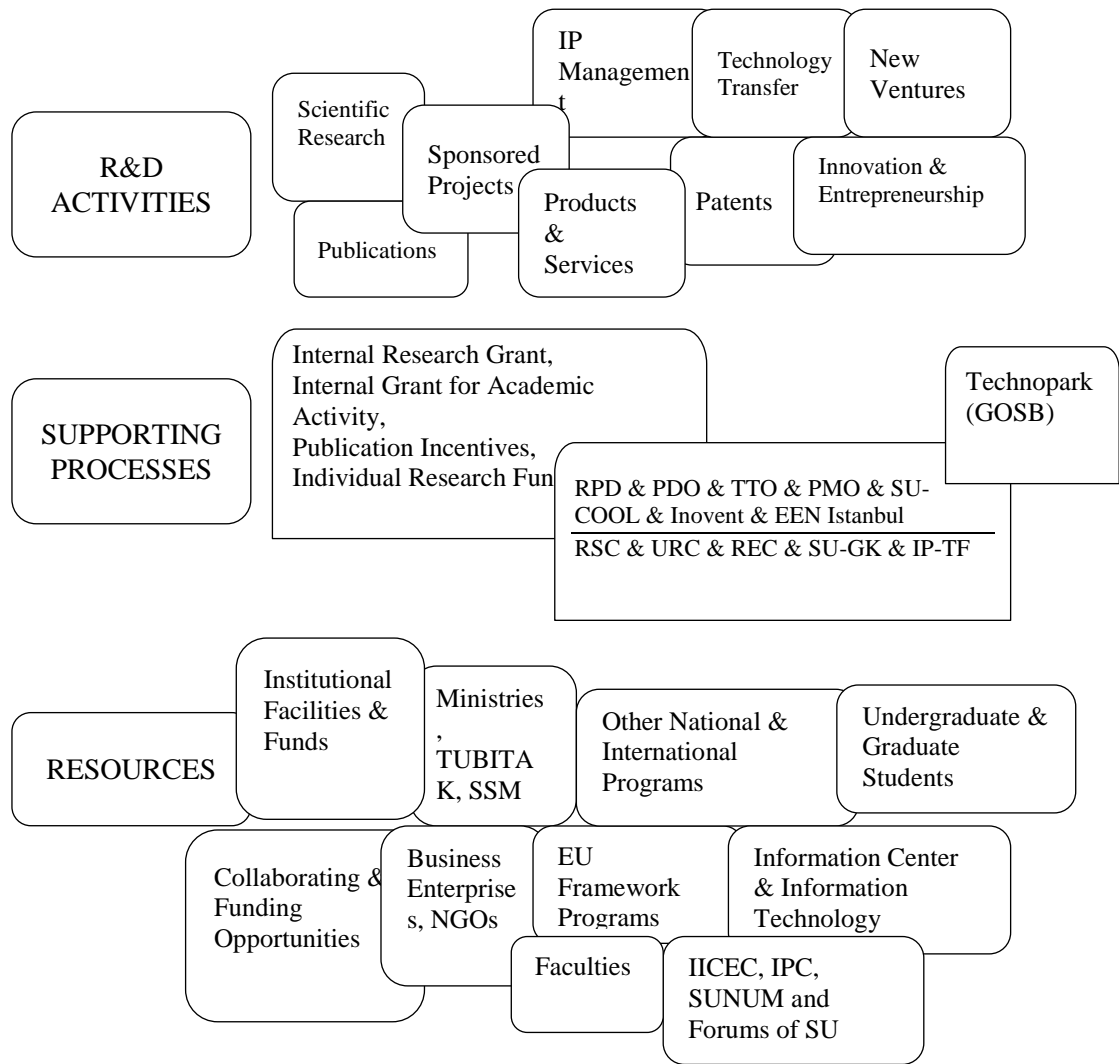 R&D
ACTIVITIES
Scientific
Research
Publications
Sponsored
Projects
IP
Managemen
t
Technology
Transfer
New
Ventures
Products
&
Services
Patents
Innovation &
Entrepreneurship
SUPPORTING
PROCESSES
Internal Research Grant,
Internal Grant for Academic
Activity,
Publication Incentives,
Individual Research Fun
RPD & PDO & TTO & PMO & SU-
COOL & Inovent & EEN Istanbul
RSC & URC & REC & SU-GK & IP-TF
Technopark
(GOSB)
RESOURCES
Institutional
Facilities &
Funds
Ministries
,
TUBITA
K, SSM
Other National &
International
Programs
Undergraduate &
Graduate
Students
Collaborating &
Funding
Opportunities
Business
Enterprise
s, NGOs
EU
Framework
Programs
Information Center
& Information
Technology
Faculties
IICEC, IPC,
SUNUM and
Forums of SU